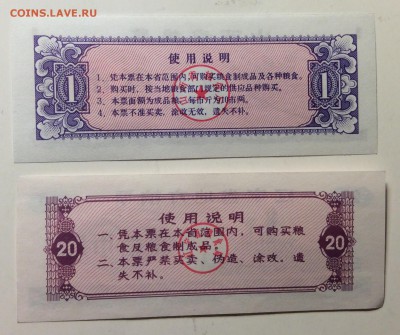 COINS.LAVE.RU
使用说明
1
1
1. 凭本票在本省范围内,可购买粮食制成品及各种粮食。
2. 购买时,按当地粮食部门规定的供应品种购买。
3. 本票面额为成品粮,每市斤为10市两。
4. 本票不准买卖,涂改无效,遗失不补。
使用说明
20
20
一、凭本票在本省范围内,可购买粮
食及粮食制成品。
二、本票严禁买卖、伪造、涂改、遗
失不补。